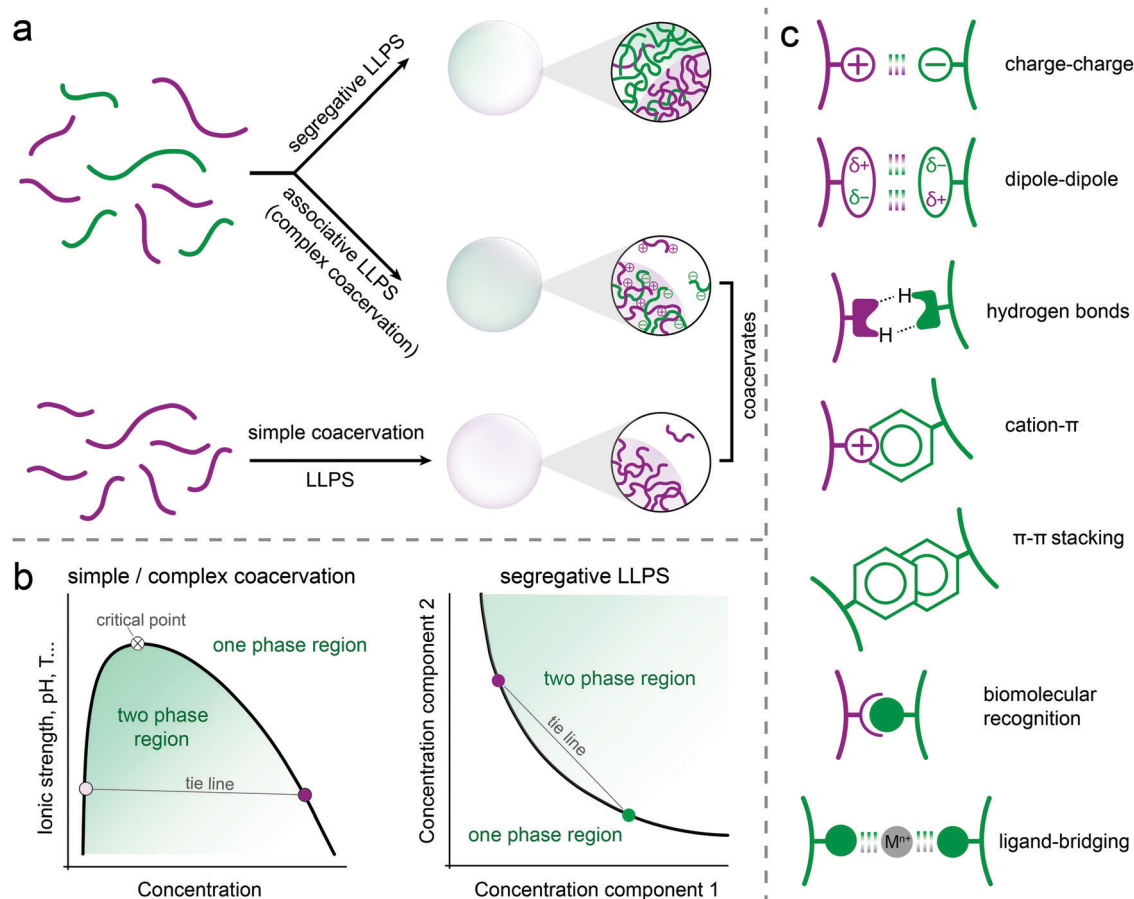 a
segregative LLPS
associative LLPS
(complex coacervation)
+
+
+
+
+
+
−
−
−
−
−
−
coacervates
simple coacervation
LLPS
b
simple / complex coacervation
critical point
one phase region
two phase
region
tie line
Ionic strength, pH, T...
Concentration
segregative LLPS
two phase region
tie line
one phase region
Concentration component 2
Concentration component 1
c
+ − charge-charge
δ+ δ−
dipole-dipole
δ− δ+
H
hydrogen bonds
H
+
cation-π
π-π stacking
biomolecular
recognition
Mⁿ⁺
ligand-bridging